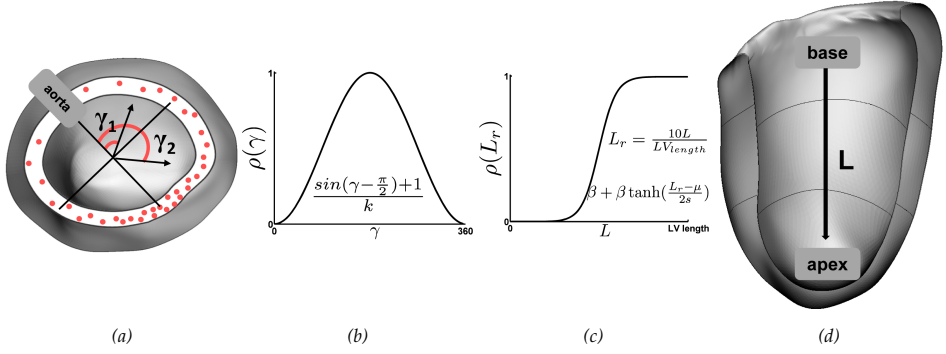 aorta
γ₁
γ₂
1
ρ(γ)
sin(γ−π/2)+1
k
0
γ
360
(a)
(b)
1
ρ(Lᵣ)
Lᵣ = 10L/LV_length
β + β tanh((Lᵣ−μ)/2s)
0
L
LV length
(c)
base
L
apex
(d)